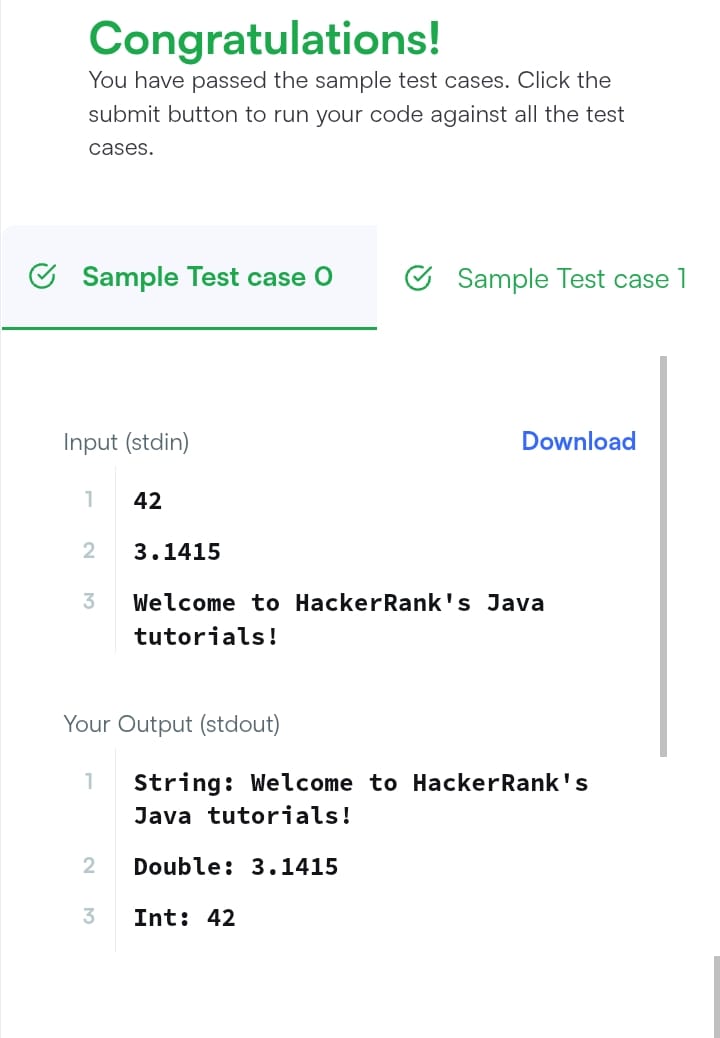 Congratulations!
You have passed the sample test cases. Click the
submit button to run your code against all the test
cases.
Sample Test case 0
Sample Test case 1
Input (stdin)
Download
1 42
2 3.1415
3 Welcome to HackerRank's Java
tutorials!
Your Output (stdout)
1 String: Welcome to HackerRank's
Java tutorials!
2 Double: 3.1415
3 Int: 42